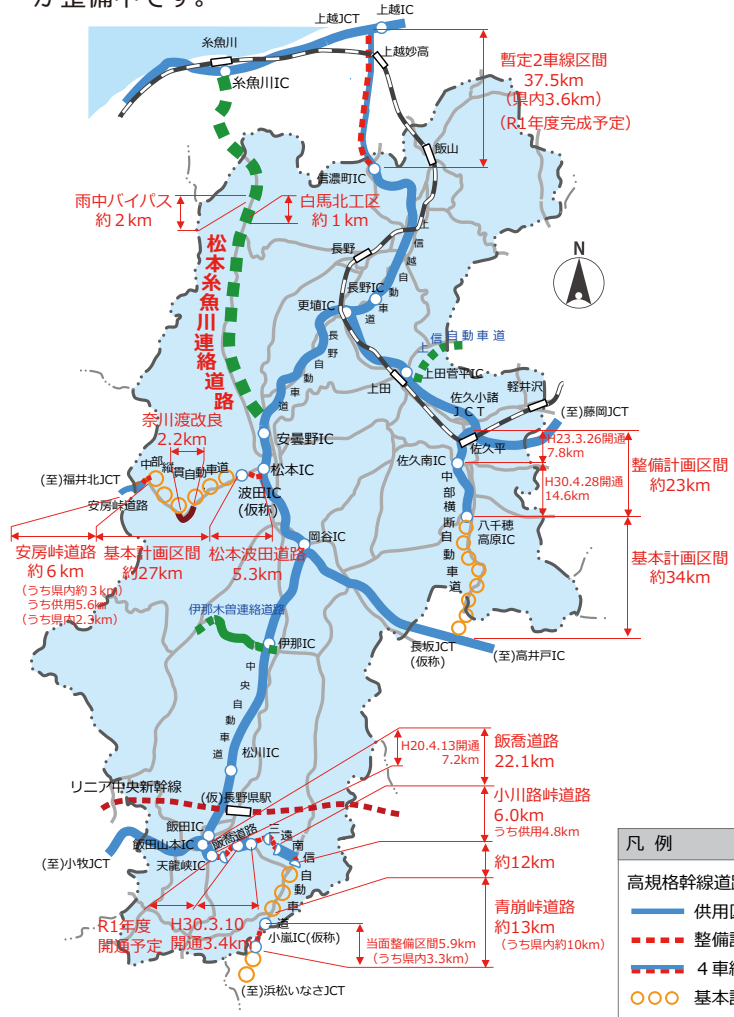 が整備中です。
上越JCT
上越IC
糸魚川
上越妙高
糸魚川IC
暫定2車線区間
37.5km
(県内3.6km)
(R1年度完成予定)
飯山
信濃町IC
雨中バイパス
約2km
白馬北工区
約1km
松本糸魚川連絡道路
上信越自動車道
長野
長野IC
更埴IC
N
長野自動車道
上信自動車道
上田菅平IC
上田
佐久小諸
JCT
軽井沢
(至)藤岡JCT
佐久平
奈川渡改良
2.2km
安曇野IC
松本IC
佐久南IC
H23.3.26開通
7.8km
H30.4.28開通
14.6km
整備計画区間
約23km
中部縦貫自動車道
(至)福井北JCT
安房峠道路
波田IC
(仮称)
中部横断自動車道
八千穂
高原IC
岡谷IC
安房峠道路
約6km
(うち県内約3km)
うち供用5.6km
(うち県内2.3km)
基本計画区間
約27km
松本波田道路
5.3km
基本計画区間
約34km
伊那木曽連絡道路
伊那IC
長坂JCT
(仮称)
(至)高井戸IC
中央自動車道
松川IC
H20.4.13開通
7.2km
飯喬道路
22.1km
リニア中央新幹線
(仮)長野県駅
小川路峠道路
6.0km
うち供用4.8km
飯田IC
飯田山本IC
飯喬道路
三遠南信自動車道
(至)小牧JCT
天龍峡IC
約12km
R1年度
開通予定
H30.3.10
開通3.4km
小嵐IC(仮称)
当面整備区間5.9km
(うち県内3.3km)
青崩峠道路
約13km
(うち県内約10km)
(至)浜松いなさJCT
凡 例
高規格幹線道路
供用区
整備計
4車線
基本計